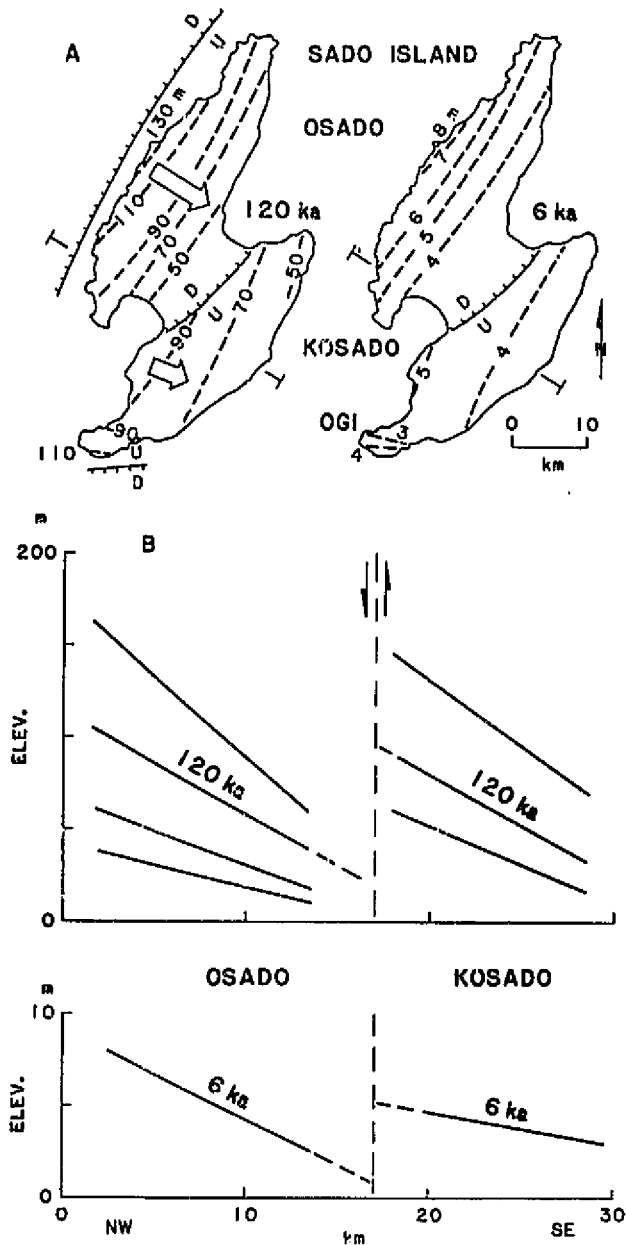 A
SADO ISLAND
D
U
OSADO
130 m
110
90
70
50
120 ka
D
U
90
70
50
KOSADO
90
110
U
D
8 m
7
6
5
4
6 ka
D
U
5
4
N
OGI
3
4
0 10
km
m
B
200
ELEV.
120 ka
120 ka
0
OSADO
KOSADO
m
10
ELEV.
6 ka
6 ka
0
0 10 20 30
NW km SE